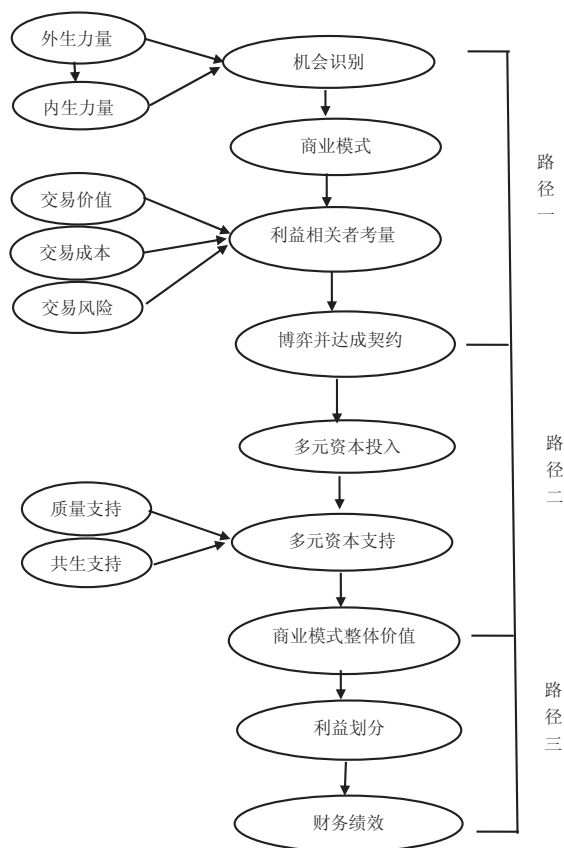 外生力量
机会识别
内生力量
商业模式
路
径
一
交易价值
利益相关者考量
交易成本
交易风险
博弈并达成契约
多元资本投入
路
径
二
质量支持
多元资本支持
共生支持
商业模式整体价值
利益划分
路
径
三
财务绩效